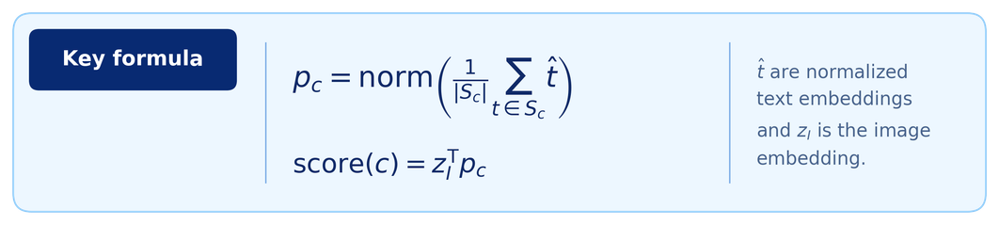 Key formula
p_c = norm( 1/|S_c| ∑_{t ∈ S_c} t̂ )
score(c) = z_I^T p_c
t̂ are normalized
text embeddings
and z_I is the image
embedding.